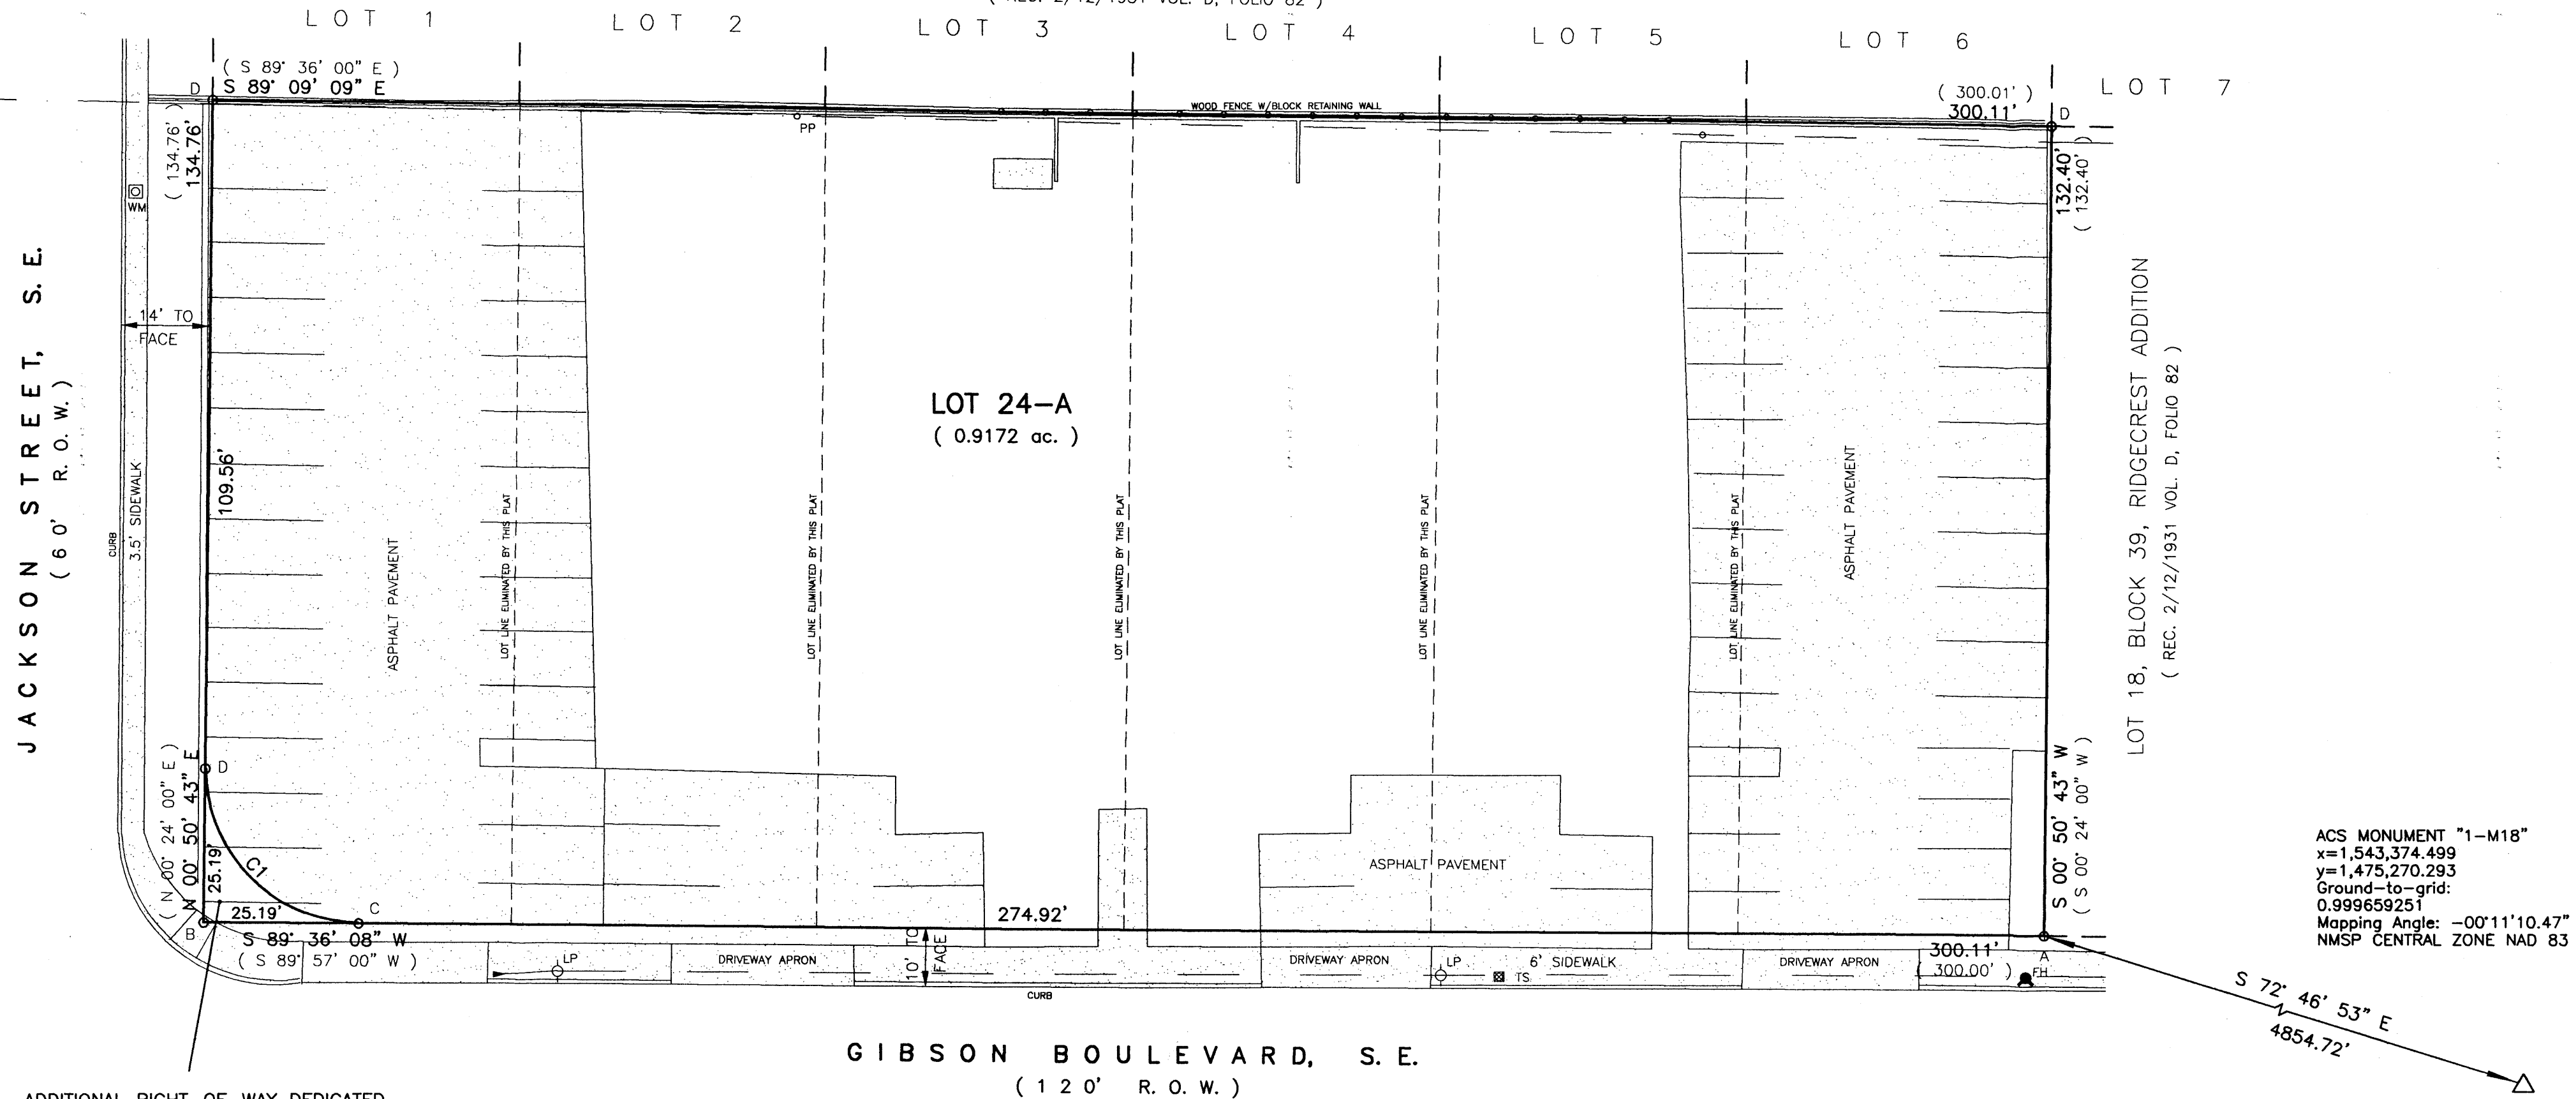 LOT 1
LOT 2
LOT 3
LOT 4
LOT 5
LOT 6
LOT 7
( S 89° 36' 00" E )
S 89° 09' 09" E
D
WOOD FENCE W/BLOCK RETAINING WALL
PP
( 300.01' )
300.11'
D
( 134.76' )
134.76'
132.40'
( 132.40' )
WM
14' TO
FACE
JACKSON STREET, S. E.
( 60' R. O. W. )
CURB
3.5' SIDEWALK
109.56'
ASPHALT PAVEMENT
LOT LINE ELIMINATED BY THIS PLAT
LOT LINE ELIMINATED BY THIS PLAT
LOT LINE ELIMINATED BY THIS PLAT
LOT LINE ELIMINATED BY THIS PLAT
LOT LINE ELIMINATED BY THIS PLAT
LOT 24-A
( 0.9172 ac. )
ASPHALT PAVEMENT
LOT 18, BLOCK 39, RIDGECREST ADDITION
( REC. 2/12/1931 VOL. D, FOLIO 82 )
D
( N 00° 24' 00" E )
N 00° 50' 43" E
25.19'
C1
25.19'
C
B
S 89° 36' 08" W
( S 89° 57' 00" W )
274.92'
10' TO
FACE
ASPHALT PAVEMENT
S 00° 50' 43" W
( S 00° 24' 00" W )
300.11'
( 300.00' )
A
FH
LP
DRIVEWAY APRON
DRIVEWAY APRON
LP
6' SIDEWALK
TS
DRIVEWAY APRON
CURB
ACS MONUMENT "1-M18"
x=1,543,374.499
y=1,475,270.293
Ground-to-grid:
0.999659251
Mapping Angle: -00°11'10.47"
NMSP CENTRAL ZONE NAD 83
S 72° 46' 53" E
4854.72'
GIBSON BOULEVARD, S. E.
( 120' R. O. W. )
ADDITIONAL RIGHT OF WAY DEDICATED